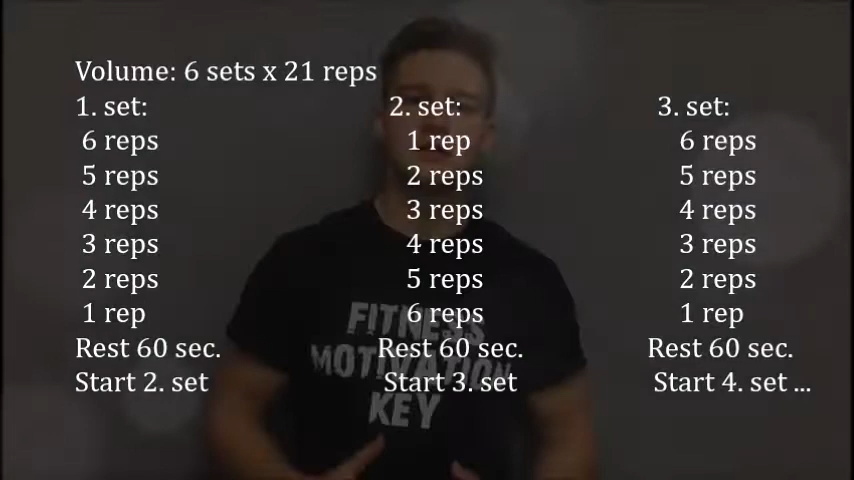 Volume: 6 sets x 21 reps
1. set:
6 reps
5 reps
4 reps
3 reps
2 reps
1 rep
Rest 60 sec.
Start 2. set
2. set:
1 rep
2 reps
3 reps
4 reps
5 reps
6 reps
Rest 60 sec.
Start 3. set
3. set:
6 reps
5 reps
4 reps
3 reps
2 reps
1 rep
Rest 60 sec.
Start 4. set ...
FITNESS
MOTIVATION
KEY